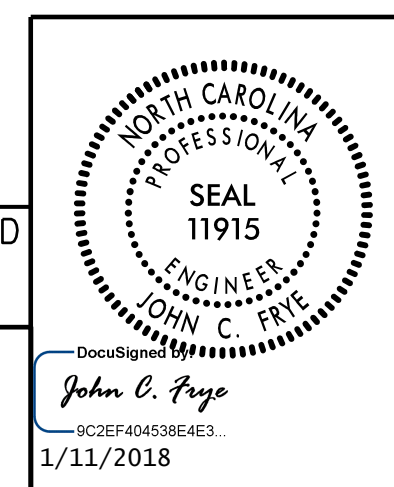 NORTH CAROLINA
PROFESSIONAL
SEAL
11915
ENGINEER
JOHN C. FRYE
D
DocuSigned by:
John C. Frye
9C2EF404538E4E3...
1/11/2018